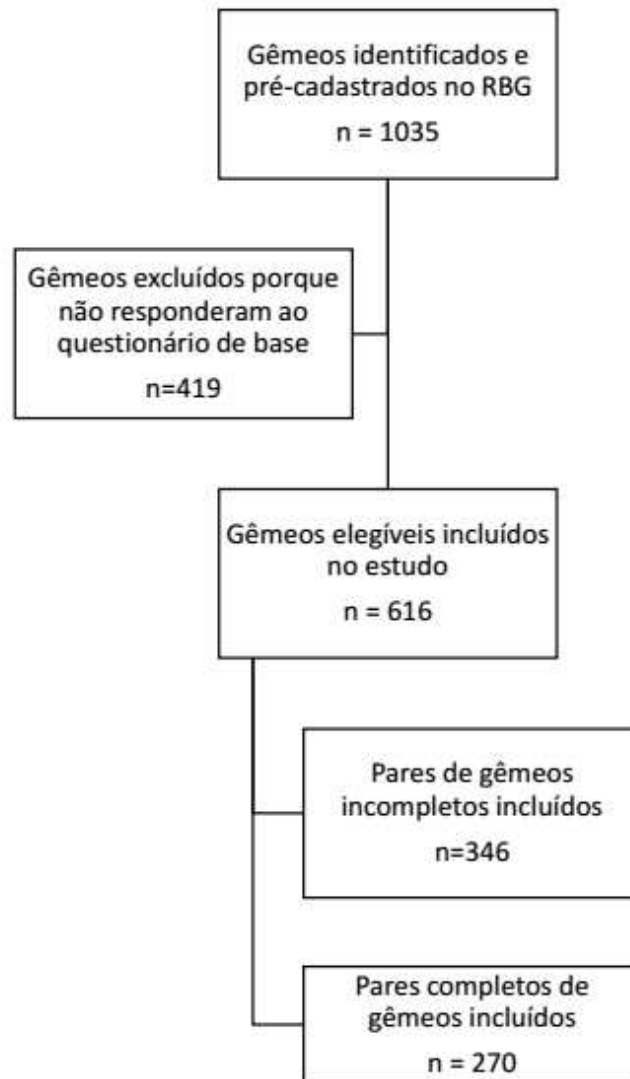 Gêmeos identificados e
pré-cadastrados no RBG
n = 1035
Gêmeos excluídos porque
não responderam ao
questionário de base
n=419
Gêmeos elegíveis incluídos
no estudo
n = 616
Pares de gêmeos
incompletos incluídos
n=346
Pares completos de
gêmeos incluídos
n = 270